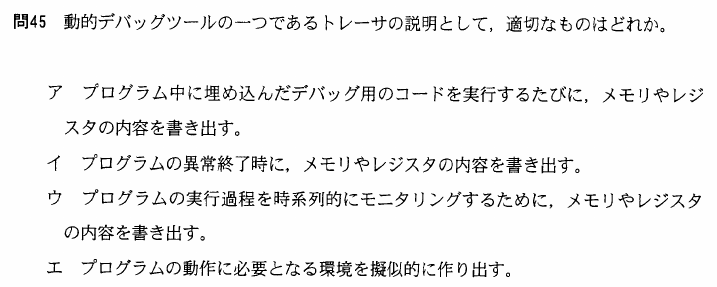 問45　動的デバッグツールの一つであるトレーサの説明として，適切なものはどれか。
ア　プログラム中に埋め込んだデバッグ用のコードを実行するたびに，メモリやレジ
スタの内容を書き出す。
イ　プログラムの異常終了時に，メモリやレジスタの内容を書き出す。
ウ　プログラムの実行過程を時系列的にモニタリングするために，メモリやレジスタ
の内容を書き出す。
エ　プログラムの動作に必要となる環境を擬似的に作り出す。